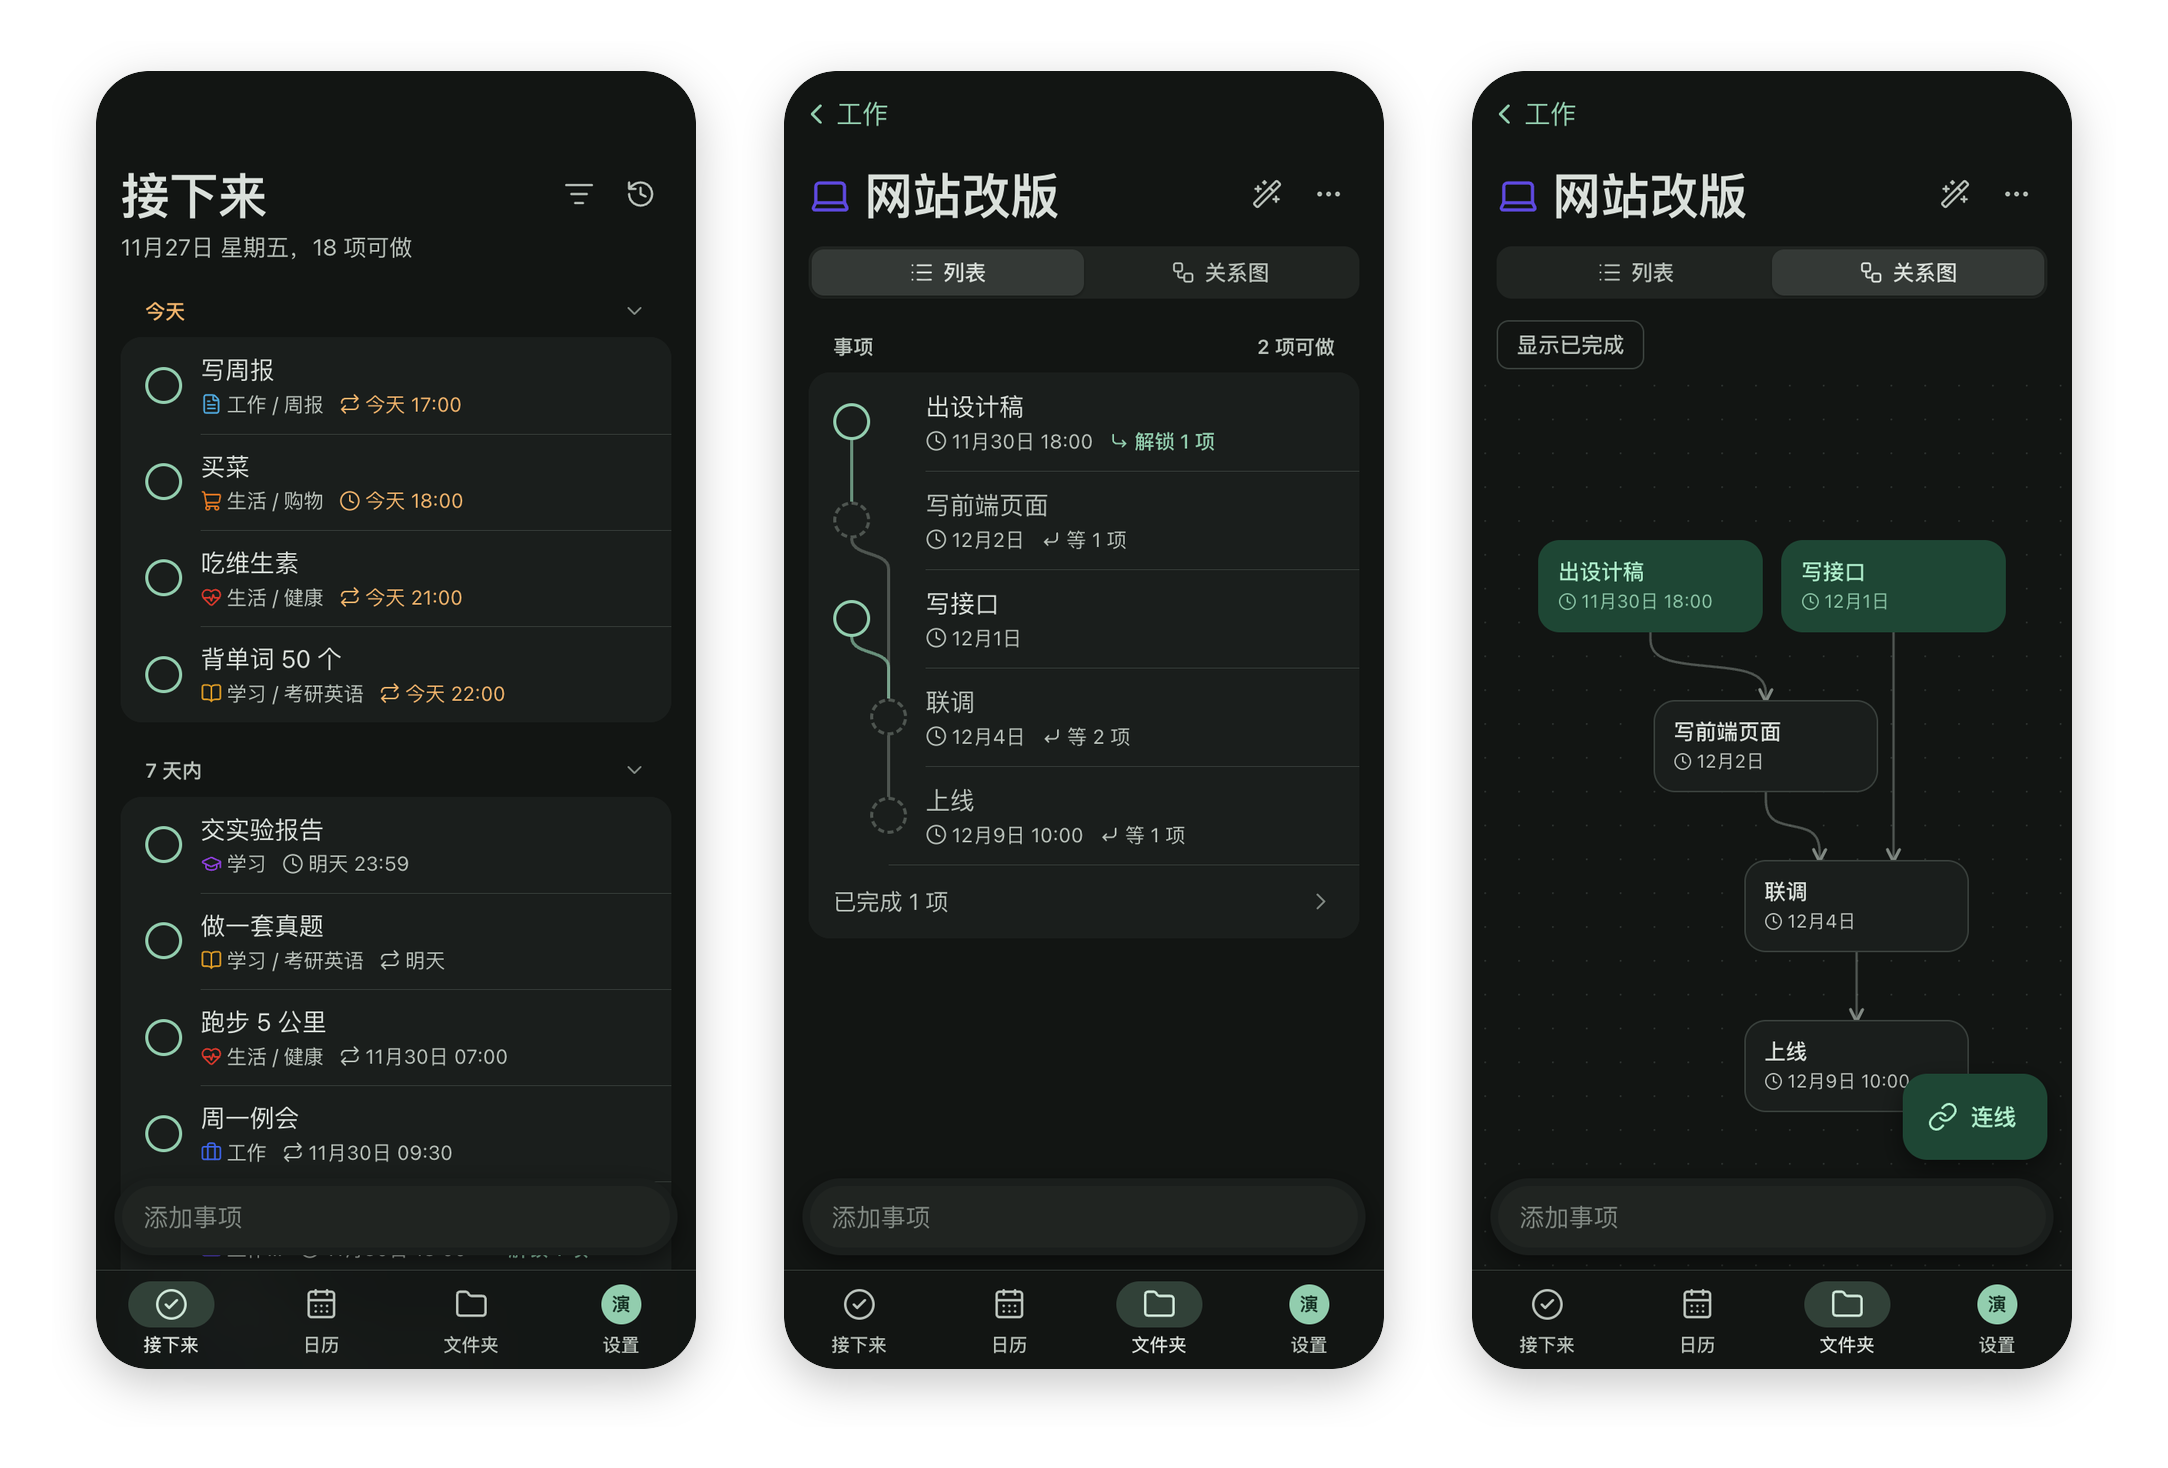 接下来
11月27日 星期五，18 项可做
今天
写周报
工作 / 周报 今天 17:00
买菜
生活 / 购物 今天 18:00
吃维生素
生活 / 健康 今天 21:00
背单词 50 个
学习 / 考研英语 今天 22:00
7 天内
交实验报告
学习 明天 23:59
做一套真题
学习 / 考研英语 明天
跑步 5 公里
生活 / 健康 11月30日 07:00
周一例会
工作 11月30日 09:30
添加事项
接下来 日历 文件夹 演 设置
工作
网站改版
列表 关系图
事项 2 项可做
出设计稿
11月30日 18:00 解锁 1 项
写前端页面
12月2日 等 1 项
写接口
12月1日
联调
12月4日 等 2 项
上线
12月9日 10:00 等 1 项
已完成 1 项
添加事项
接下来 日历 文件夹 演 设置
工作
网站改版
列表 关系图
显示已完成
出设计稿 写接口
11月30日 18:00 12月1日
写前端页面
12月2日
联调
12月4日
上线
12月9日 10:00
连线
添加事项
接下来 日历 文件夹 演 设置